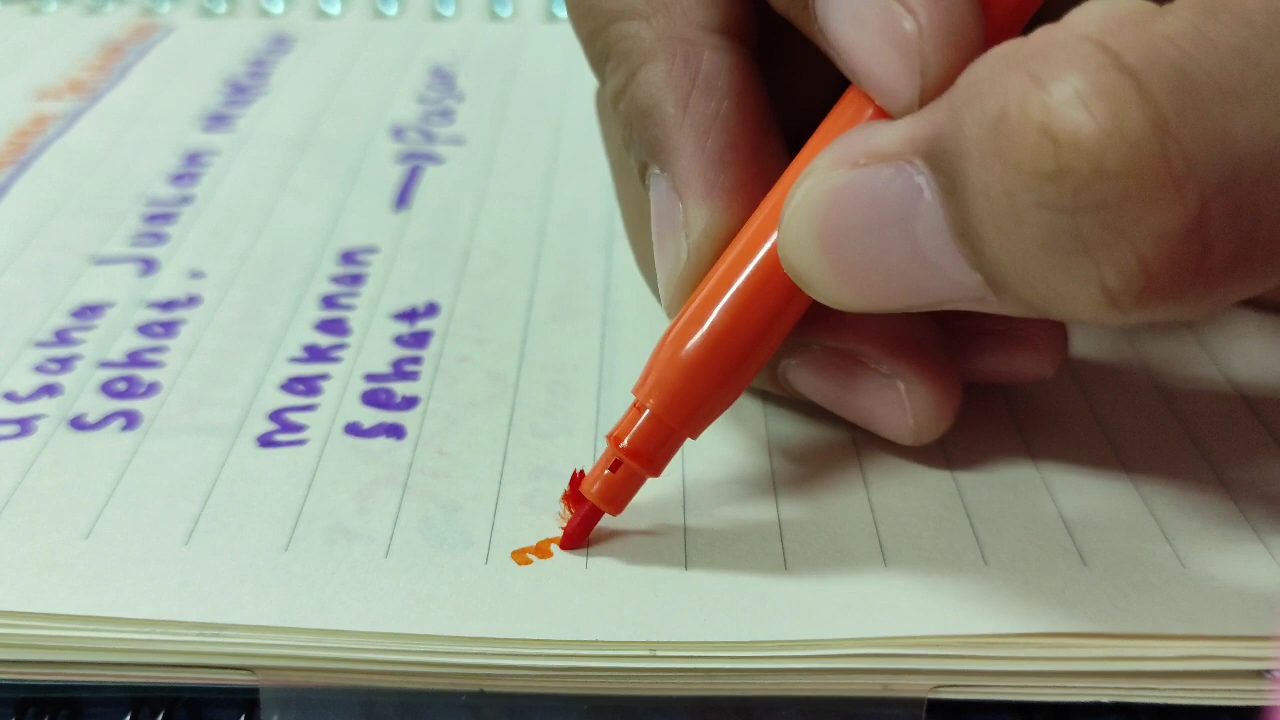 usaha Jualan makanan
sehat.
makanan → Pasar
sehat